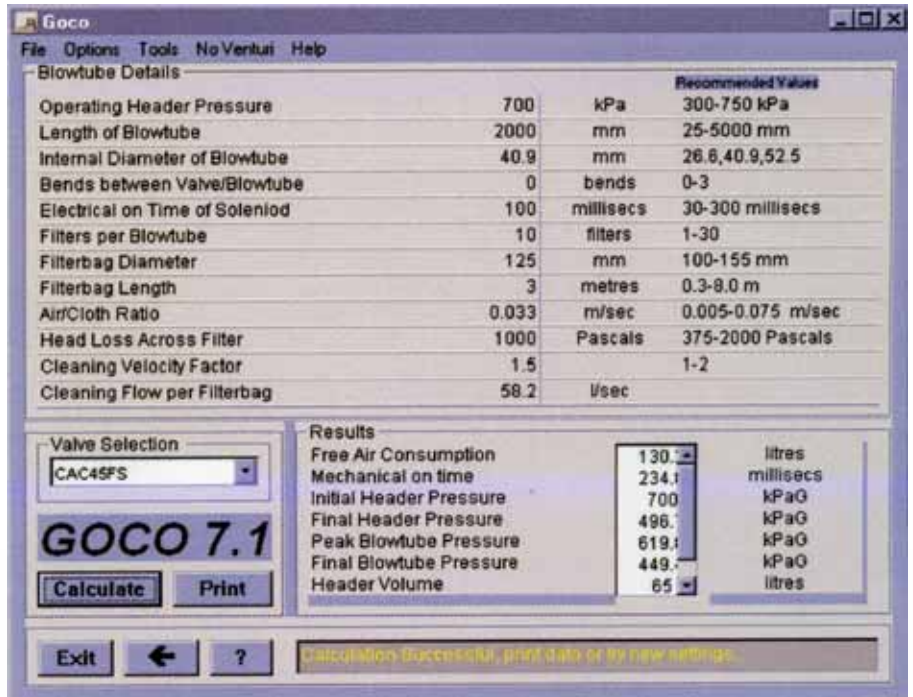 Goco
File Options Tools No Venturi Help
Blowtube Details
Recommended Values
Operating Header Pressure 700 kPa 300-750 kPa
Length of Blowtube 2000 mm 25-5000 mm
Internal Diameter of Blowtube 40.9 mm 26.6,40.9,52.5
Bends between Valve/Blowtube 0 bends 0-3
Electrical on Time of Soleniod 100 millisecs 30-300 millisecs
Filters per Blowtube 10 filters 1-30
Filterbag Diameter 125 mm 100-155 mm
Filterbag Length 3 metres 0.3-8.0 m
Air/Cloth Ratio 0.033 m/sec 0.005-0.075 m/sec
Head Loss Across Filter 1000 Pascals 375-2000 Pascals
Cleaning Velocity Factor 1.5 1-2
Cleaning Flow per Filterbag 58.2 l/sec
Valve Selection
CAC45FS
GOCO 7.1
Calculate Print
Results
Free Air Consumption 130. litres
Mechanical on time 234. millisecs
Initial Header Pressure 700 kPaG
Final Header Pressure 496. kPaG
Peak Blowtube Pressure 619. kPaG
Final Blowtube Pressure 449. kPaG
Header Volume 65 litres
Exit ?
Calculation Successful, print data or try new settings.